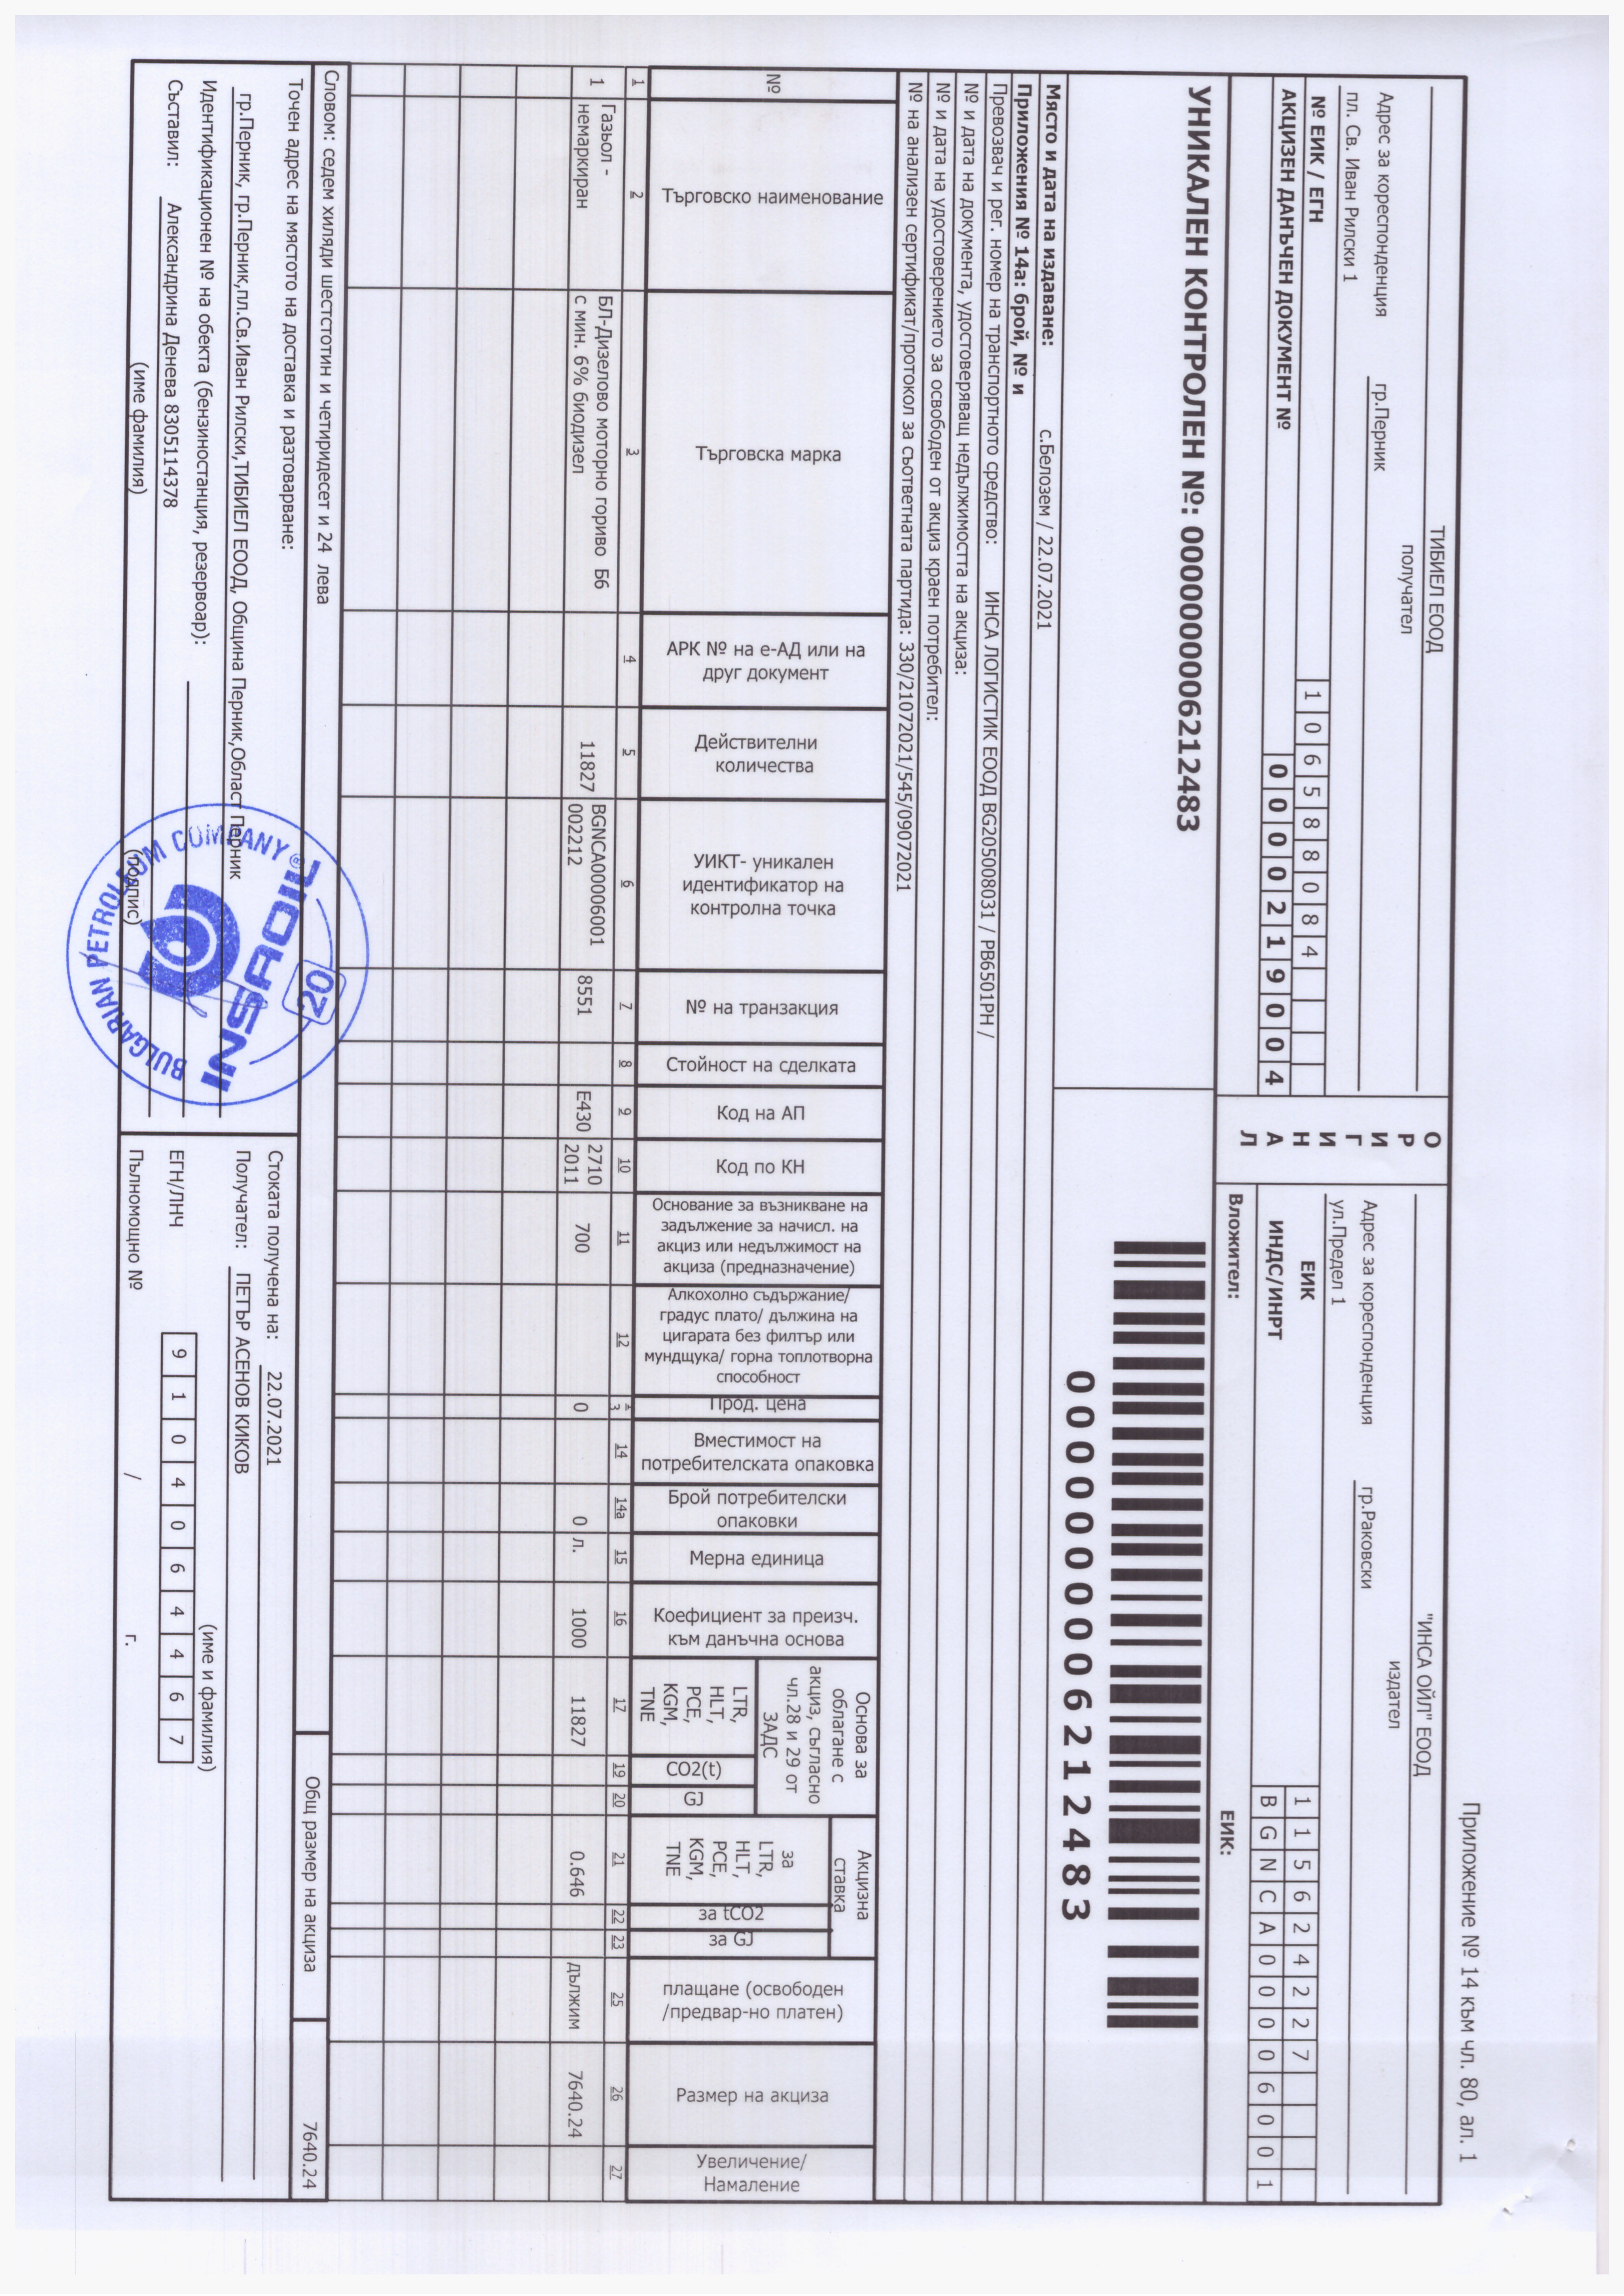 Приложение № 14 към чл. 80, ал. 1
ТИБИЕЛ ЕООД
получател
Адрес за кореспонденция гр.Перник
пл. Св. Иван Рилски 1
№ ЕИК / ЕГН 1 0 6 5 8 8 0 8 4
АКЦИЗЕН ДАНЪЧЕН ДОКУМЕНТ № 0 0 0 0 0 2 1 9 0 0 4
О Р И Г И Н А Л
"ИНСА ОЙЛ" ЕООД
издател
Адрес за кореспонденция гр.Раковски
ул.Предел 1
ЕИК 1 1 5 6 2 4 2 2 7
ИНДС/ИНРТ B G N C A 0 0 0 0 6 0 0 1
Вложител: ЕИК:
УНИКАЛЕН КОНТРОЛЕН №: 0000000006212483
0000000006212483
Място и дата на издаване: с.Белозем / 22.07.2021
Приложения № 14а: брой, № и
Превозвач и рег. номер на транспортното средство: ИНСА ЛОГИСТИК ЕООД BG205008031 / РВ6501РН /
№ и дата на документа, удостоверяващ недължимостта на акциза:
№ и дата на удостоверението за освободен от акциз краен потребител:
№ на анализен сертификат/протокол за съответната партида: 330/21072021/545/09072021
№
Търговско наименование
Търговска марка
АРК № на е-АД или на
друг документ
Действителни
количества
УИКТ- уникален
идентификатор на
контролна точка
№ на транзакция
Стойност на сделката
Код на АП
Код по КН
Основание за възникване на
задължение за начисл. на
акциз или недължимост на
акциза (предназначение)
Алкохолно съдържание/
градус плато/ дължина на
цигарата без филтър или
мундщука/ горна топлотворна
способност
Прод. цена
Вместимост на
потребителската опаковка
Брой потребителски
опаковки
Мерна единица
Коефициент за преизч.
към данъчна основа
Основа за
облагане с
акциз, съгласно
чл.28 и 29 от
ЗАДС
LTR,
HLT,
PCE,
KGM,
TNE
CO2(t)
GJ
Акцизна
ставка
за
LTR,
HLT,
PCE,
KGM,
TNE
за tCO2
за GJ
плащане (освободен
/предвар-но платен)
Размер на акциза
Увеличение/
Намаление
1 2 3 4 5 6 7 8 9 10 11 12 13 14 14а 15 16 17 19 20 21 22 23 25 26 27
1 Газьол - БЛ-Дизелово моторно гориво Б6 11827 BGNCA00006001 8551 E430 2710 700 0 0 л. 1000 11827 0.646 дължим 7640.24
немаркиран с мин. 6% биодизел 002212 2011
Словом: седем хиляди шестстотин и четиридесет и 24 лева
Общ размер на акциза 7640.24
Точен адрес на мястото на доставка и разтоварване:
гр.Перник, гр.Перник,пл.Св.Иван Рилски,ТИБИЕЛ ЕООД, Община Перник,Област Перник
Идентификационен № на обекта (бензиностанция, резервоар):
Съставил: Александрина Денева 8305114378
(име фамилия) (подпис)
Стоката получена на: 22.07.2021
Получател: ПЕТЪР АСЕНОВ КИКОВ
(име и фамилия)
ЕГН/ЛНЧ 9 1 0 4 0 6 4 4 6 7
Пълномощно № / г.
BULGARIAN PETROLEUM COMPANY ®
INSAOIL
20